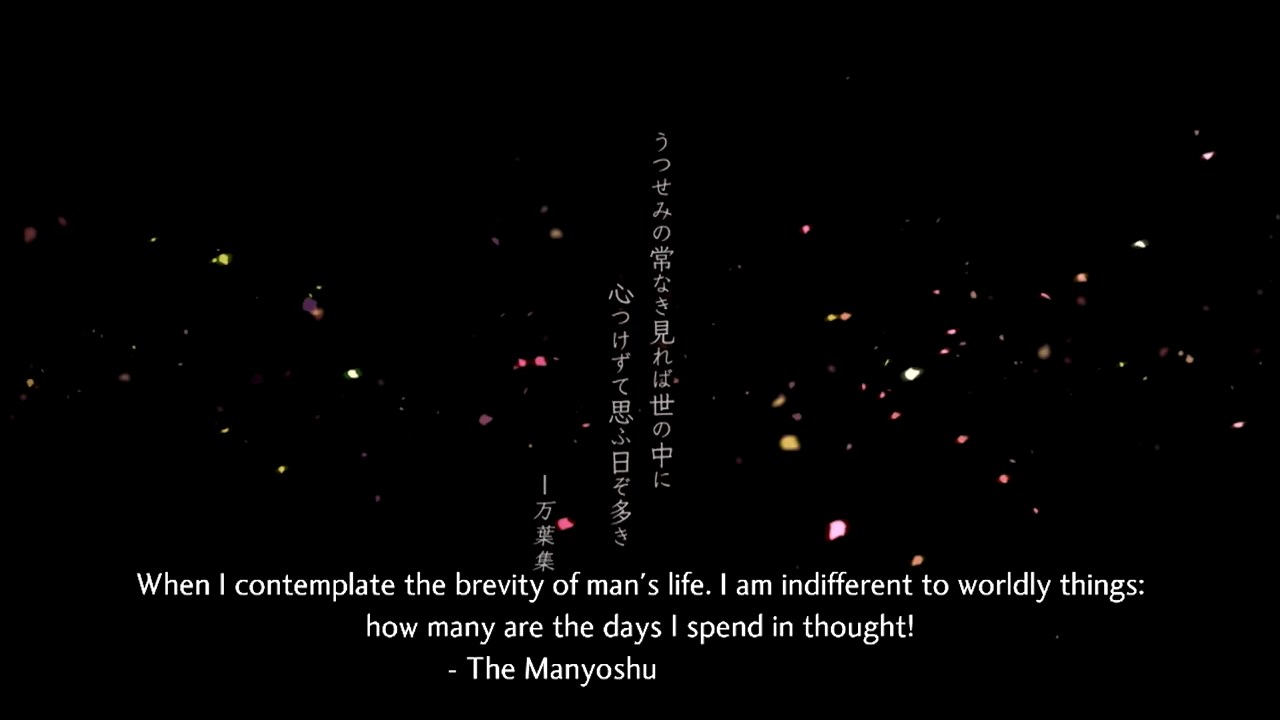 うつせみの常なき見れば世の中に
心つけずて思ふ日ぞ多き
―万葉集
When I contemplate the brevity of man's life. I am indifferent to worldly things:
how many are the days I spend in thought!
- The Manyoshu